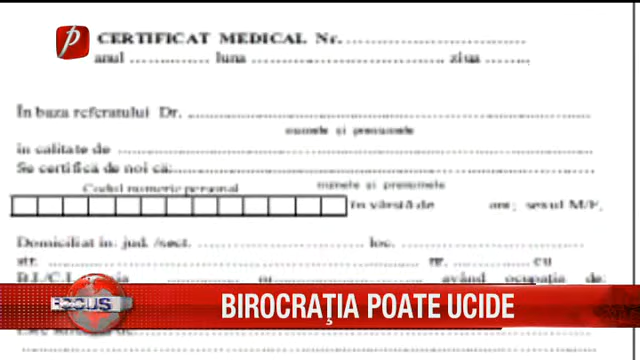 p CERTIFICAT MEDICAL Nr. ..............................
anul .................. luna .............................................. ziua ..........
În baza referatului Dr. ..............................................................................
numele și prenumele
în calitate de ..............................................................................
Se certifică de noi că: ..............................................................................
Codul numeric personal numele și prenumele
în vârstă de ani; sexul M/F,
Domiciliat în: jud. /sect. ................................... loc. ...................................
str. .............................................................................. nr. .................. cu
B.I./C.I. nr. având ocupația de:
FOCUS
BIROCRAŢIA POATE UCIDE